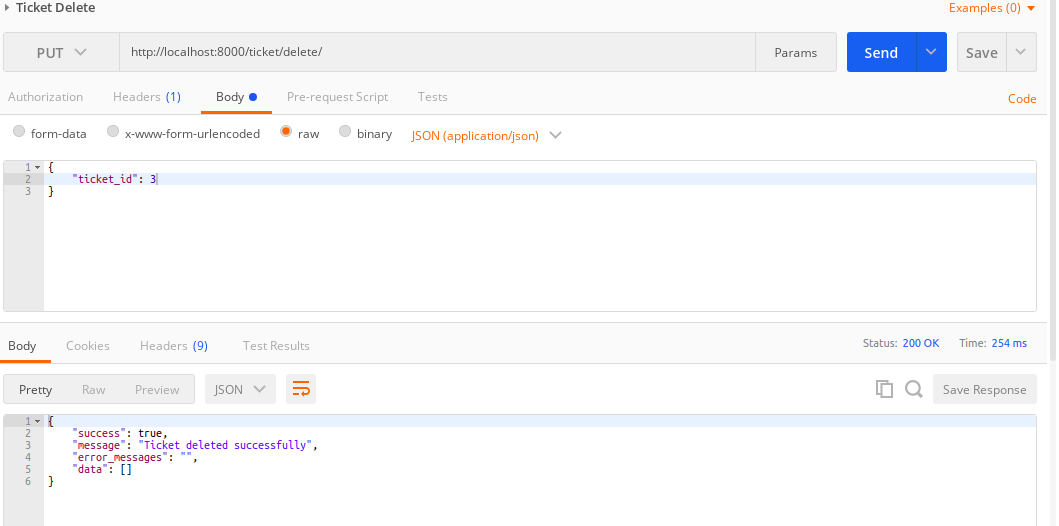 Ticket Delete Examples (0)
PUT http://localhost:8000/ticket/delete/ Params Send Save
Authorization Headers (1) Body Pre-request Script Tests Code
form-data x-www-form-urlencoded raw binary JSON (application/json)
1 {
2 "ticket_id": 3
3 }
Body Cookies Headers (9) Test Results Status: 200 OK Time: 254 ms
Pretty Raw Preview JSON Save Response
1 {
2 "success": true,
3 "message": "Ticket deleted successfully",
4 "error_messages": "",
5 "data": []
6 }